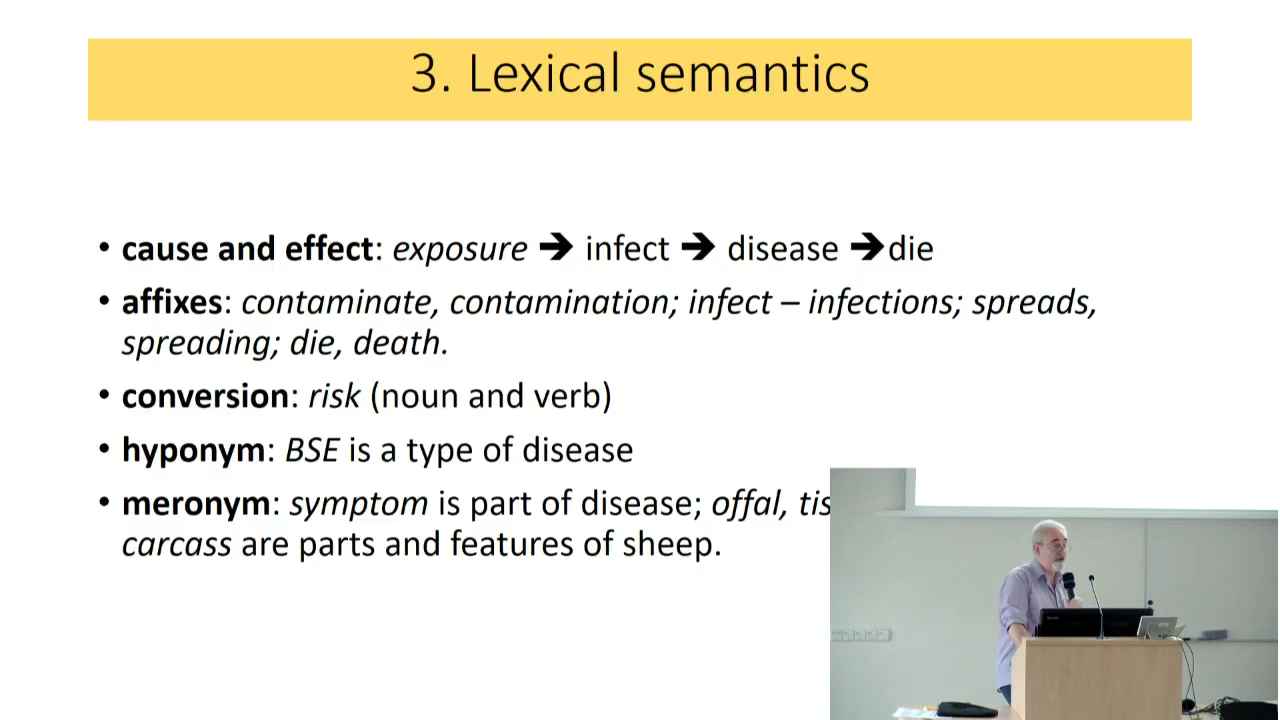 3. Lexical semantics
• cause and effect: exposure ➔ infect ➔ disease ➔die
• affixes: contaminate, contamination; infect – infections; spreads,
spreading; die, death.
• conversion: risk (noun and verb)
• hyponym: BSE is a type of disease
• meronym: symptom is part of disease; offal,
carcass are parts and features of sheep.